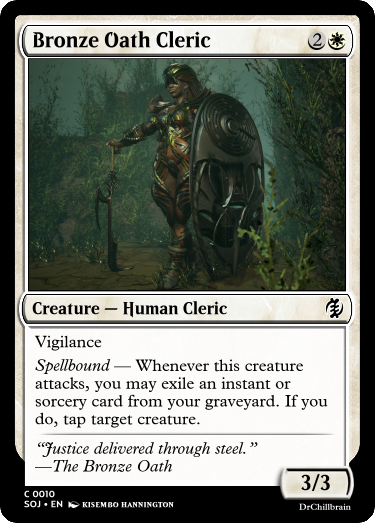 Bronze Oath Cleric 2
Creature — Human Cleric
Vigilance
Spellbound — Whenever this creature
attacks, you may exile an instant or
sorcery card from your graveyard. If you
do, tap target creature.
“Justice delivered through steel.”
—The Bronze Oath
3/3
C 0010
SOJ • EN KISEMBO HANNINGTON
DrChillbrain